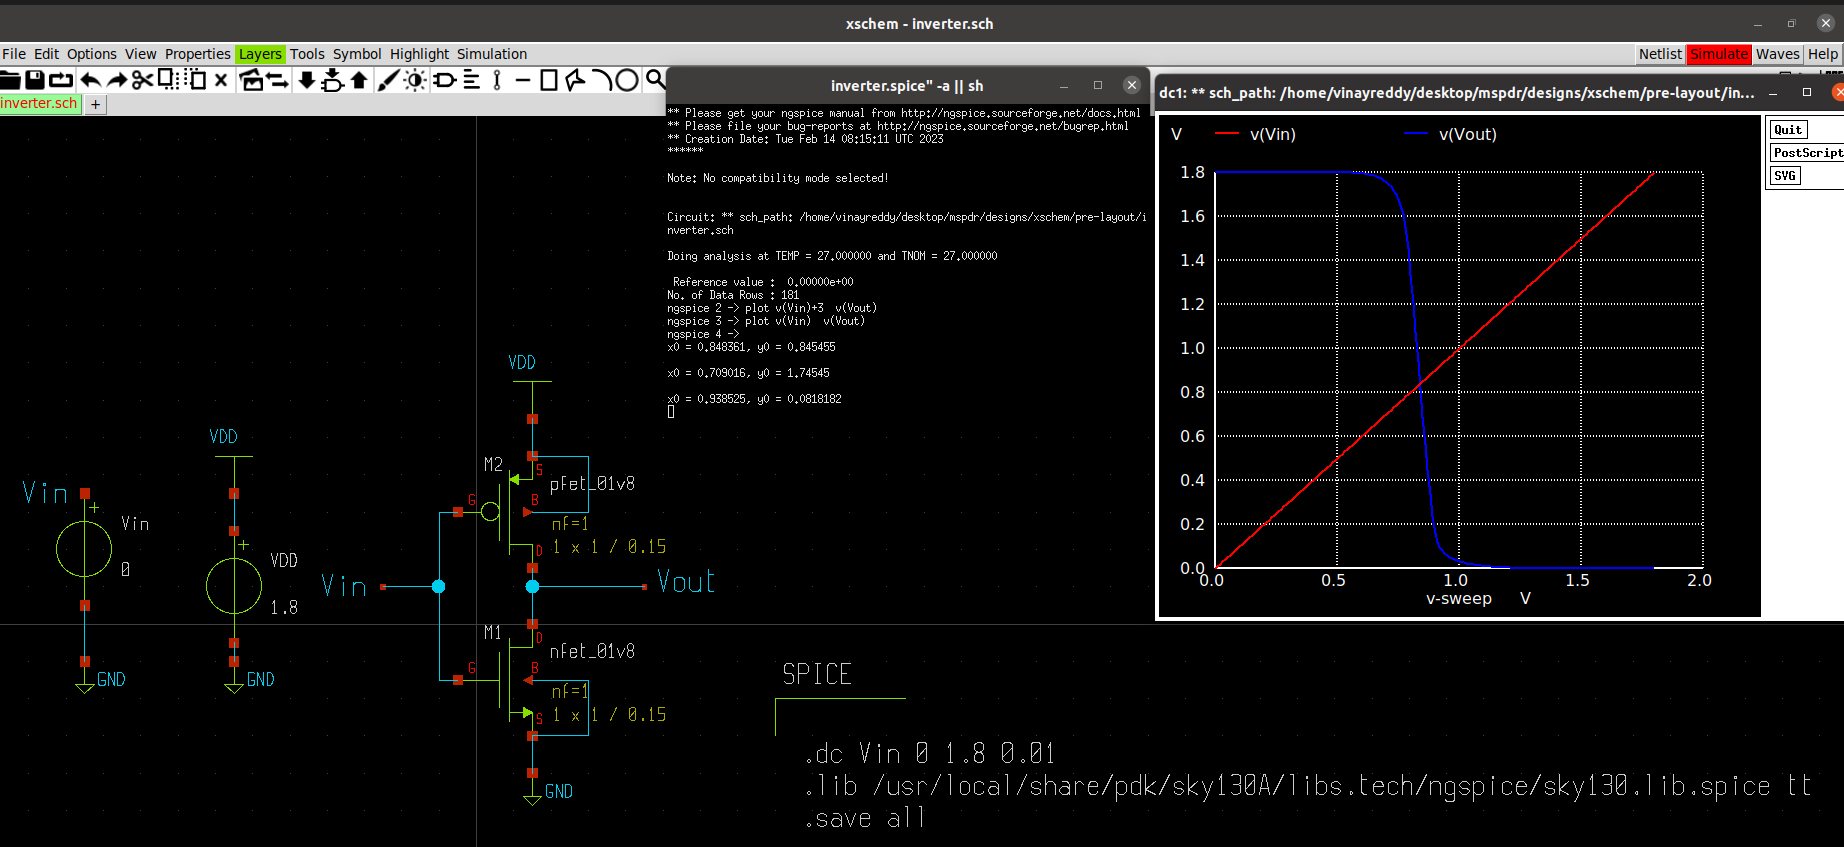 xschem - inverter.sch
File Edit Options View Properties Layers Tools Symbol Highlight Simulation
Netlist Simulate Waves Help
inverter.sch +
inverter.spice" -a || sh
** Please get your ngspice manual from http://ngspice.sourceforge.net/docs.html
** Please file your bug-reports at http://ngspice.sourceforge.net/bugrep.html
** Creation Date: Tue Feb 14 08:15:11 UTC 2023
******
Note: No compatibility mode selected!
Circuit: ** sch_path: /home/vinayreddy/desktop/mspdr/designs/xschem/pre-layout/i
nverter.sch
Doing analysis at TEMP = 27.000000 and TNOM = 27.000000
Reference value : 0.00000e+00
No. of Data Rows : 181
ngspice 2 -> plot v(Vin)+3 v(Vout)
ngspice 3 -> plot v(Vin) v(Vout)
ngspice 4 ->
x0 = 0.848361, y0 = 0.845455
x0 = 0.709016, y0 = 1.74545
x0 = 0.938525, y0 = 0.0818182
dc1: ** sch_path: /home/vinayreddy/desktop/mspdr/designs/xschem/pre-layout/in...
Quit
PostScript
SVG
V v(Vin) v(Vout)
1.8
1.6
1.4
1.2
1.0
0.8
0.6
0.4
0.2
0.0
0.0 0.5 1.0 1.5 2.0
v-sweep V
Vin
+
Vin
0
GND
VDD
+
VDD
1.8
GND
VDD
M2
S
pfet_01v8
G
B
nf=1
D
1 x 1 / 0.15
Vin
Vout
M1
D
nfet_01v8
G
B
nf=1
S
1 x 1 / 0.15
GND
SPICE
.dc Vin 0 1.8 0.01
.lib /usr/local/share/pdk/sky130A/libs.tech/ngspice/sky130.lib.spice tt
.save all